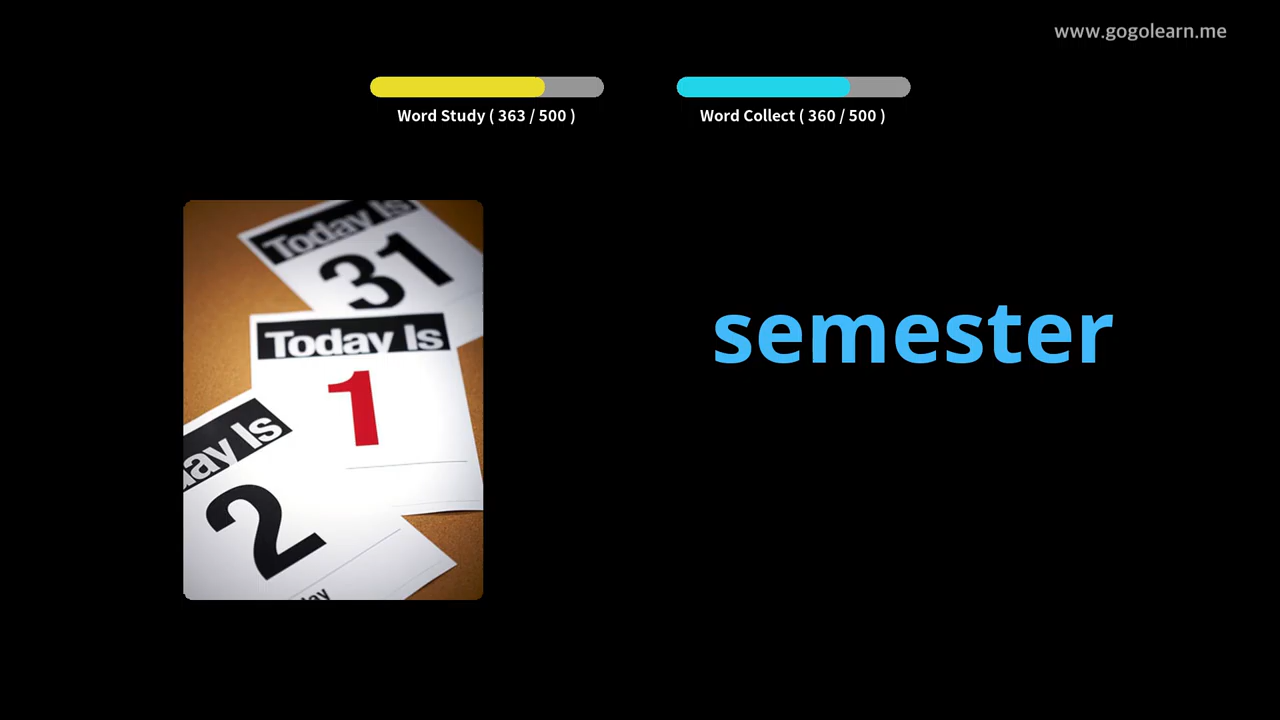 www.gogolearn.me
Word Study ( 363 / 500 )
Word Collect ( 360 / 500 )
Today Is
31
Today Is
1
semester
ay Is
2
ay